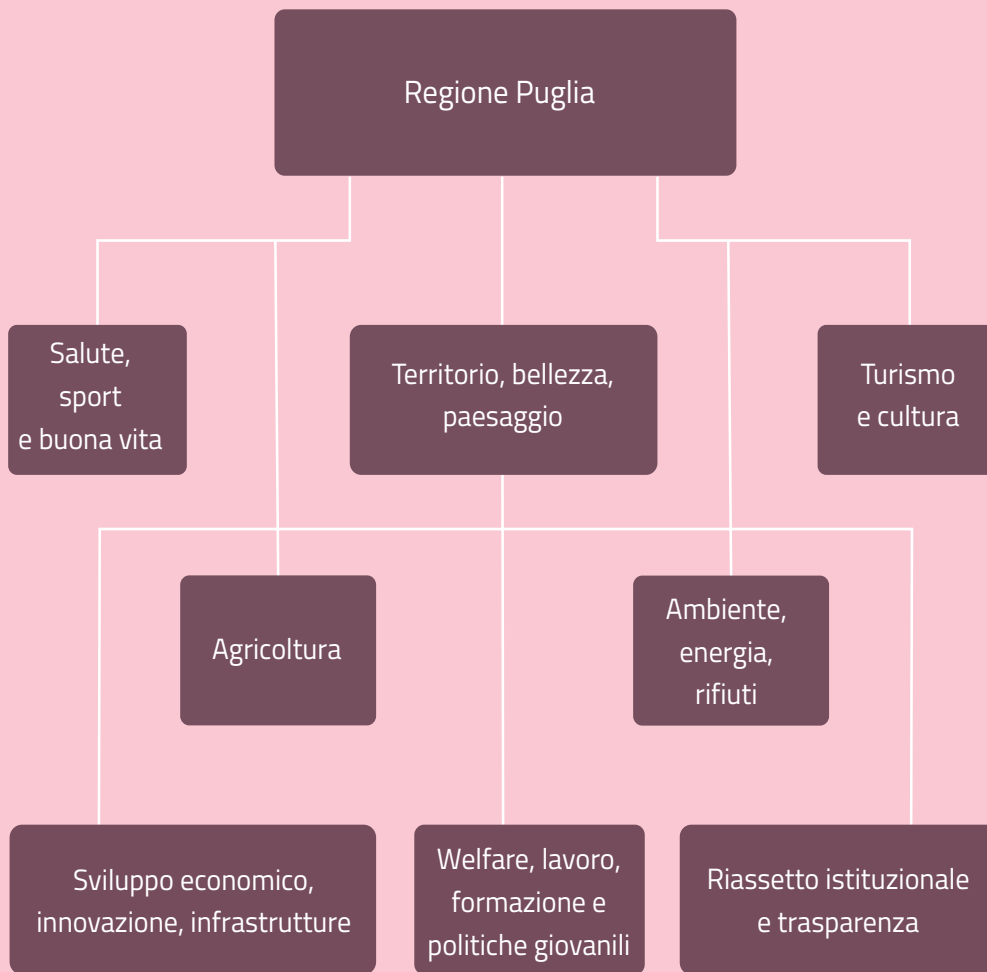 Regione Puglia
Salute,
sport
e buona vita
Territorio, bellezza,
paesaggio
Turismo
e cultura
Agricoltura
Ambiente,
energia,
rifiuti
Sviluppo economico,
innovazione, infrastrutture
Welfare, lavoro,
formazione e
politiche giovanili
Riassetto istituzionale
e trasparenza